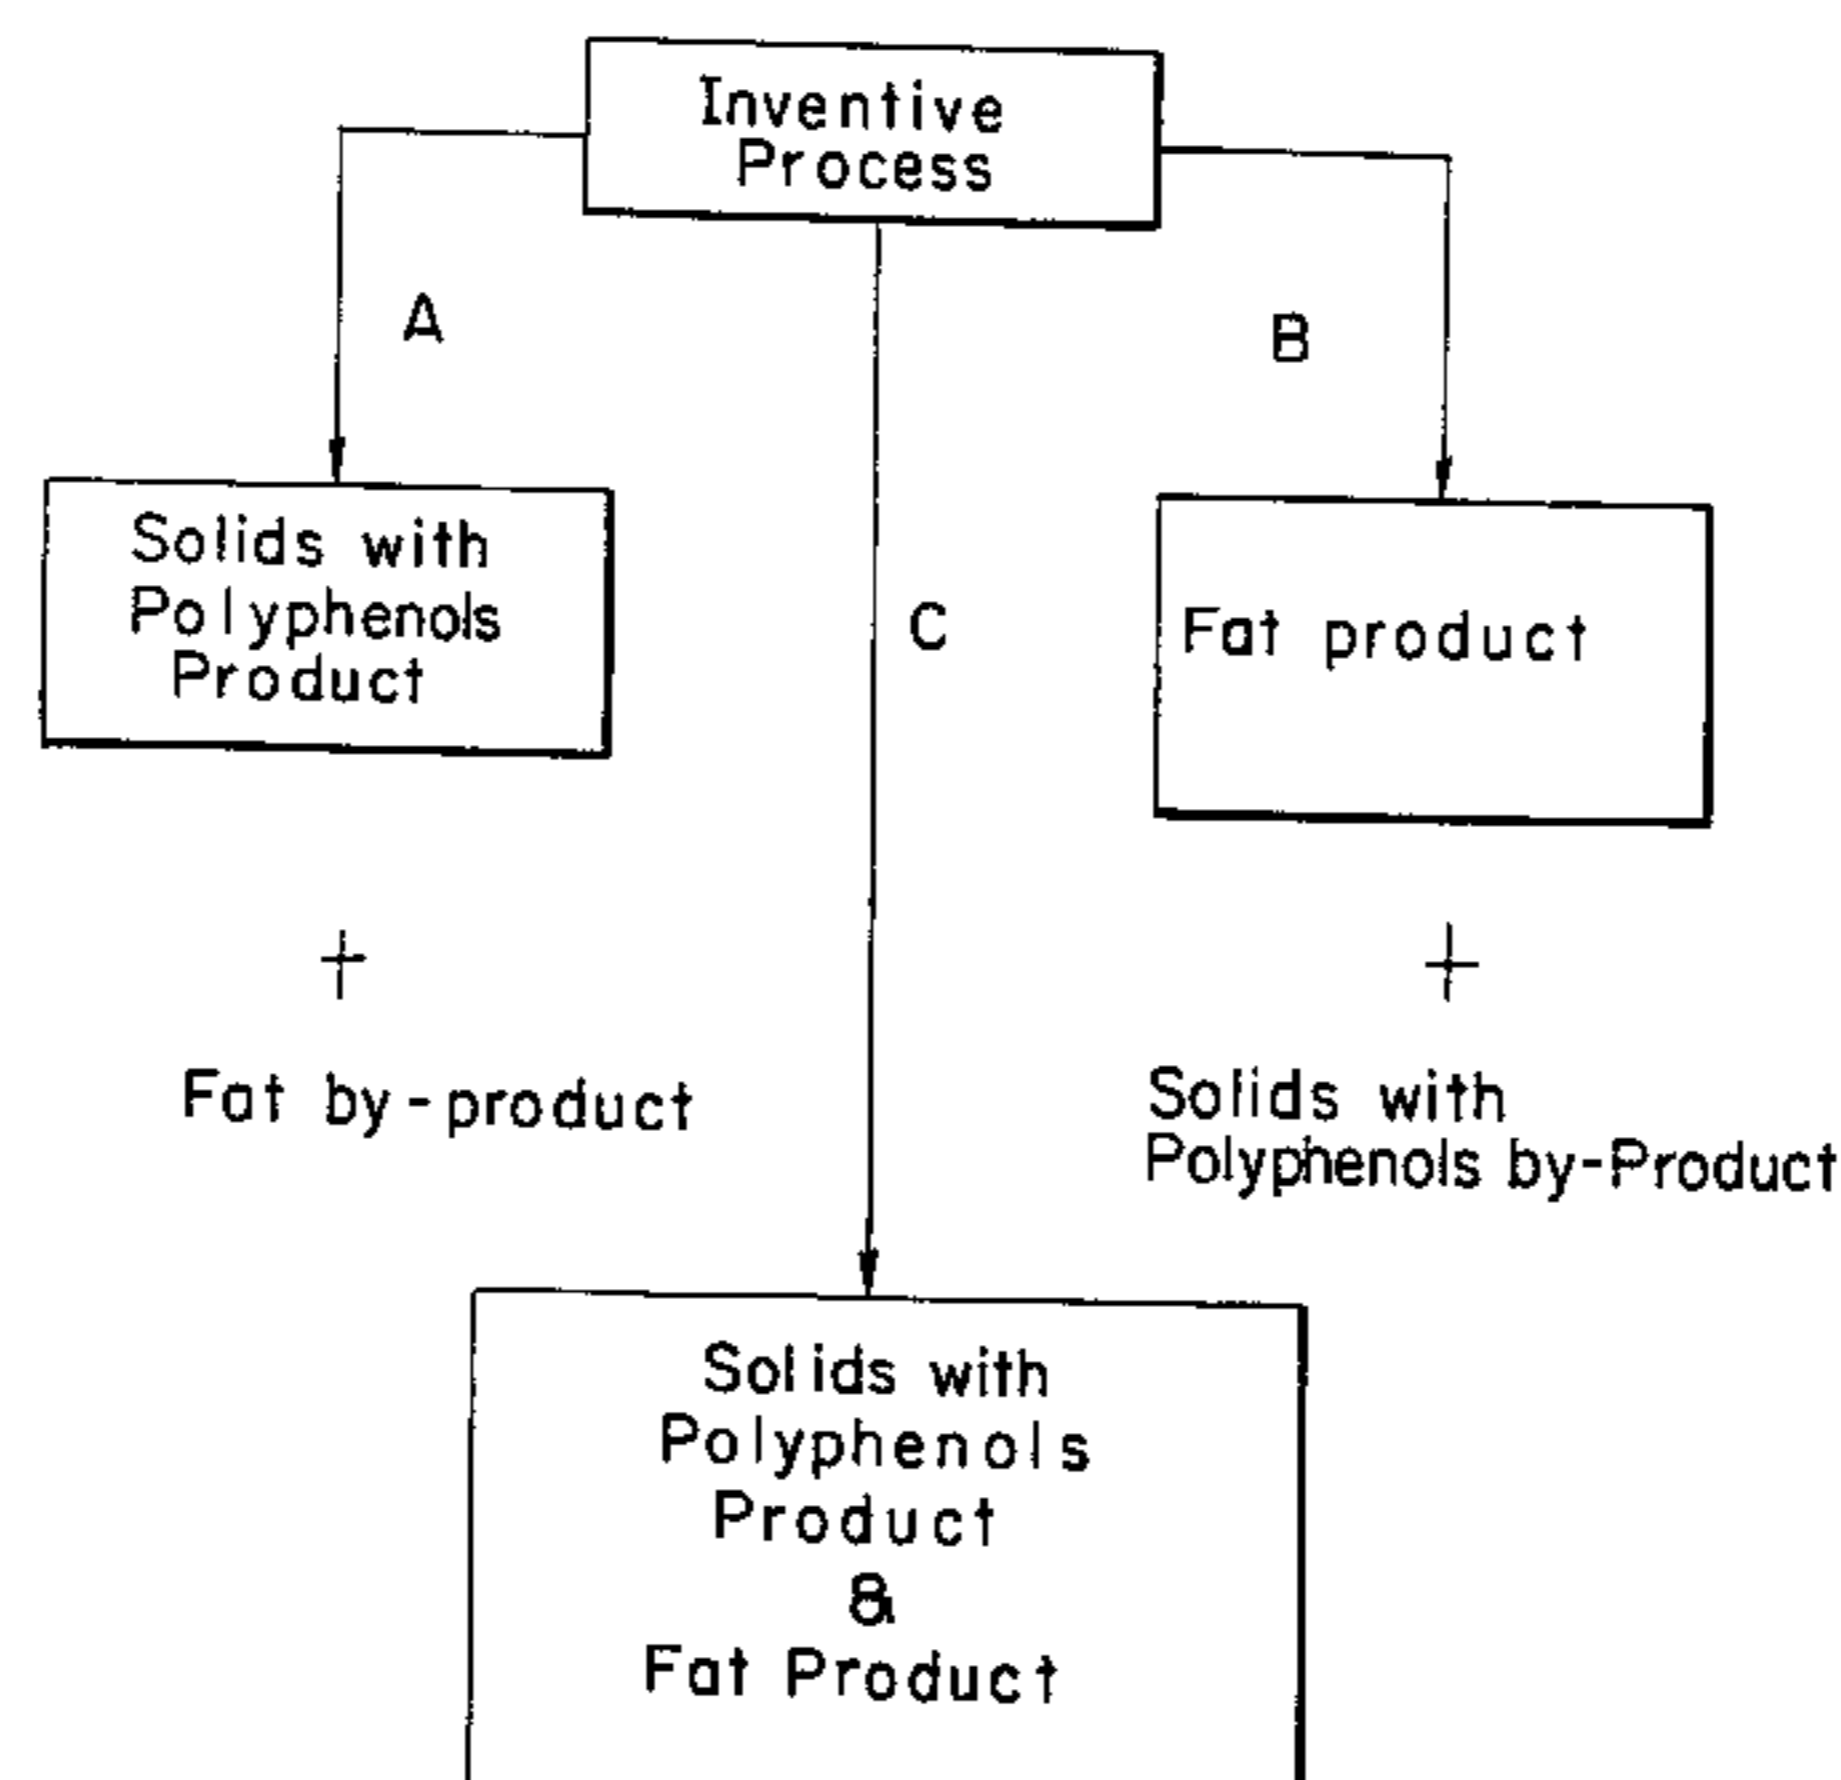 Inventive
Process
A
B
Solids with
Polyphenols
Product
C
Fat product
+
+
Fat by-product
Solids with
Polyphenols by-Product
Solids with
Polyphenols
Product
&
Fat Product